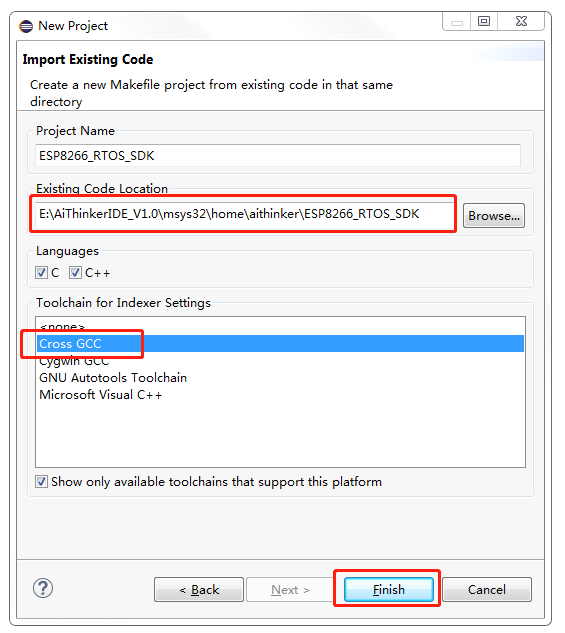 New Project
Import Existing Code
Create a new Makefile project from existing code in that same
directory
Project Name
ESP8266_RTOS_SDK
Existing Code Location
E:\AiThinkerIDE_V1.0\msys32\home\aithinker\ESP8266_RTOS_SDK
Browse...
Languages
C C++
Toolchain for Indexer Settings
<none>
Cross GCC
Cygwin GCC
GNU Autotools Toolchain
Microsoft Visual C++
Show only available toolchains that support this platform
? < Back Next > Finish Cancel